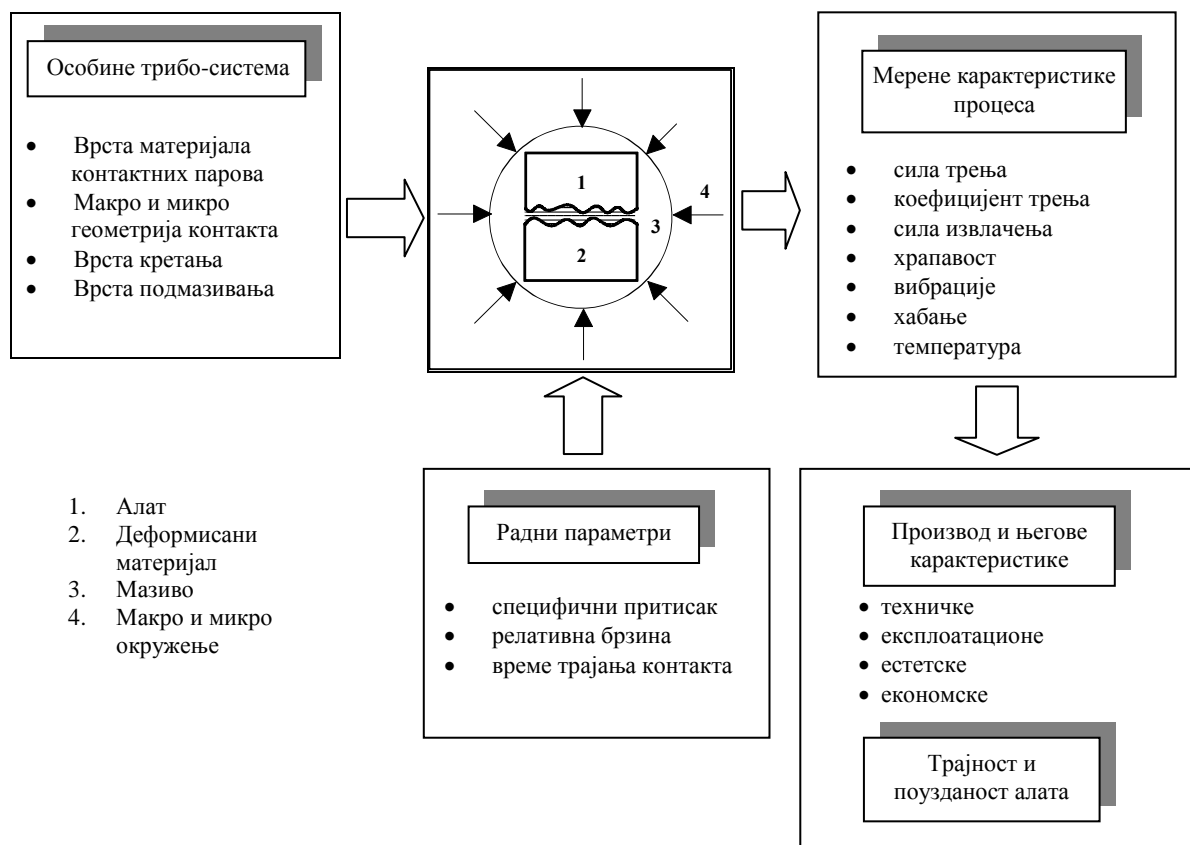 Особине трибо-система
• Врста материјала
контактних парова
• Макро и микро
геометрија контакта
• Врста кретања
• Врста подмазивања
1
2
3
4
Мерене карактеристике
процеса
• сила трења
• коефицијент трења
• сила извлачења
• храпавост
• вибрације
• хабање
• температура
1. Алат
2. Деформисани
материјал
3. Мазиво
4. Макро и микро
окружење
Радни параметри
• специфични притисак
• релативна брзина
• време трајања контакта
Производ и његове
карактеристике
• техничке
• експлоатационе
• естетске
• економске
Трајност и
поузданост алата